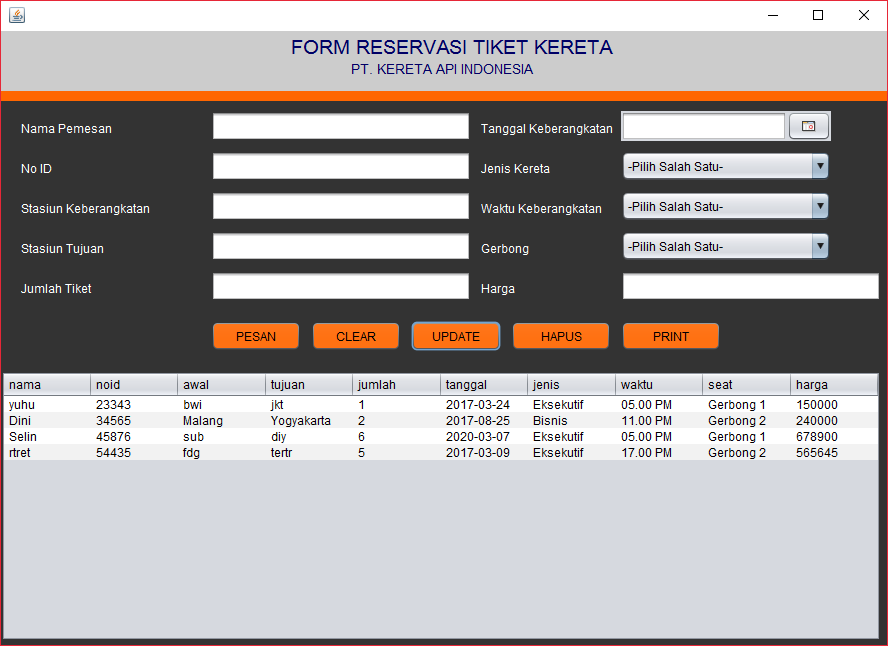 FORM RESERVASI TIKET KERETA
PT. KERETA API INDONESIA
Nama Pemesan
Tanggal Keberangkatan
No ID
Jenis Kereta
-Pilih Salah Satu-
Stasiun Keberangkatan
Waktu Keberangkatan
-Pilih Salah Satu-
Stasiun Tujuan
Gerbong
-Pilih Salah Satu-
Jumlah Tiket
Harga
PESAN CLEAR UPDATE HAPUS PRINT
nama noid awal tujuan jumlah tanggal jenis waktu seat harga
yuhu 23343 bwi jkt 1 2017-03-24 Eksekutif 05.00 PM Gerbong 1 150000
Dini 34565 Malang Yogyakarta 2 2017-08-25 Bisnis 11.00 PM Gerbong 2 240000
Selin 45876 sub diy 6 2020-03-07 Eksekutif 05.00 PM Gerbong 1 678900
rtret 54435 fdg tertr 5 2017-03-09 Eksekutif 17.00 PM Gerbong 2 565645